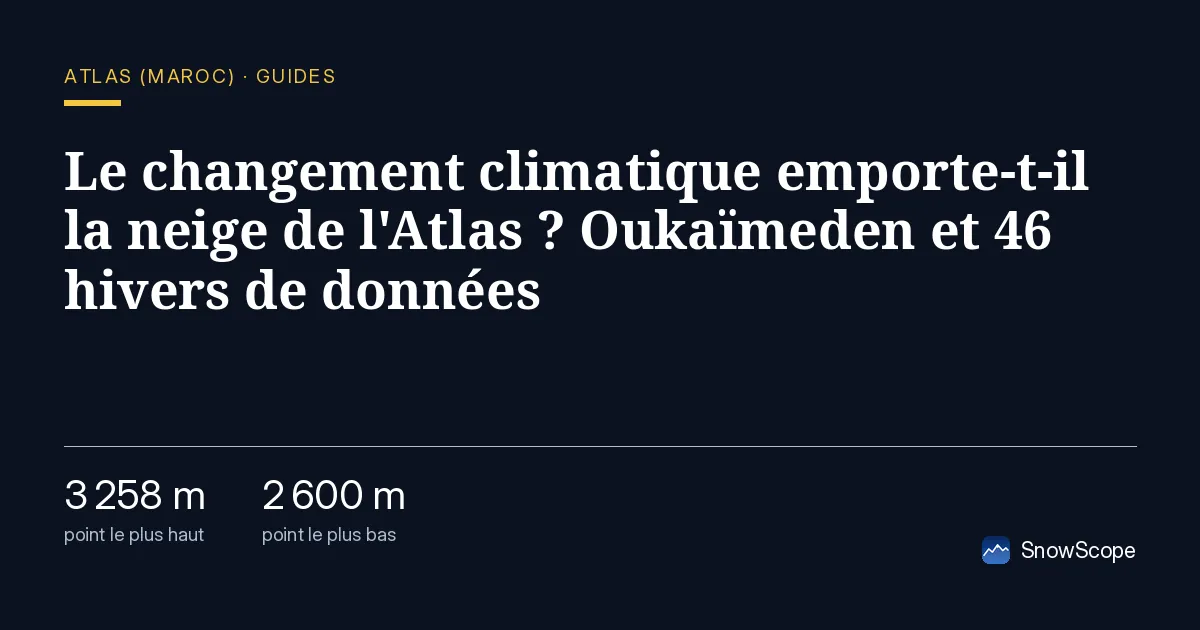 ATLAS (MAROC) · GUIDES
Le changement climatique emporte-t-il
la neige de l'Atlas ? Oukaïmeden et 46
hivers de données
3 258 m
point le plus haut
2 600 m
point le plus bas
SnowScope